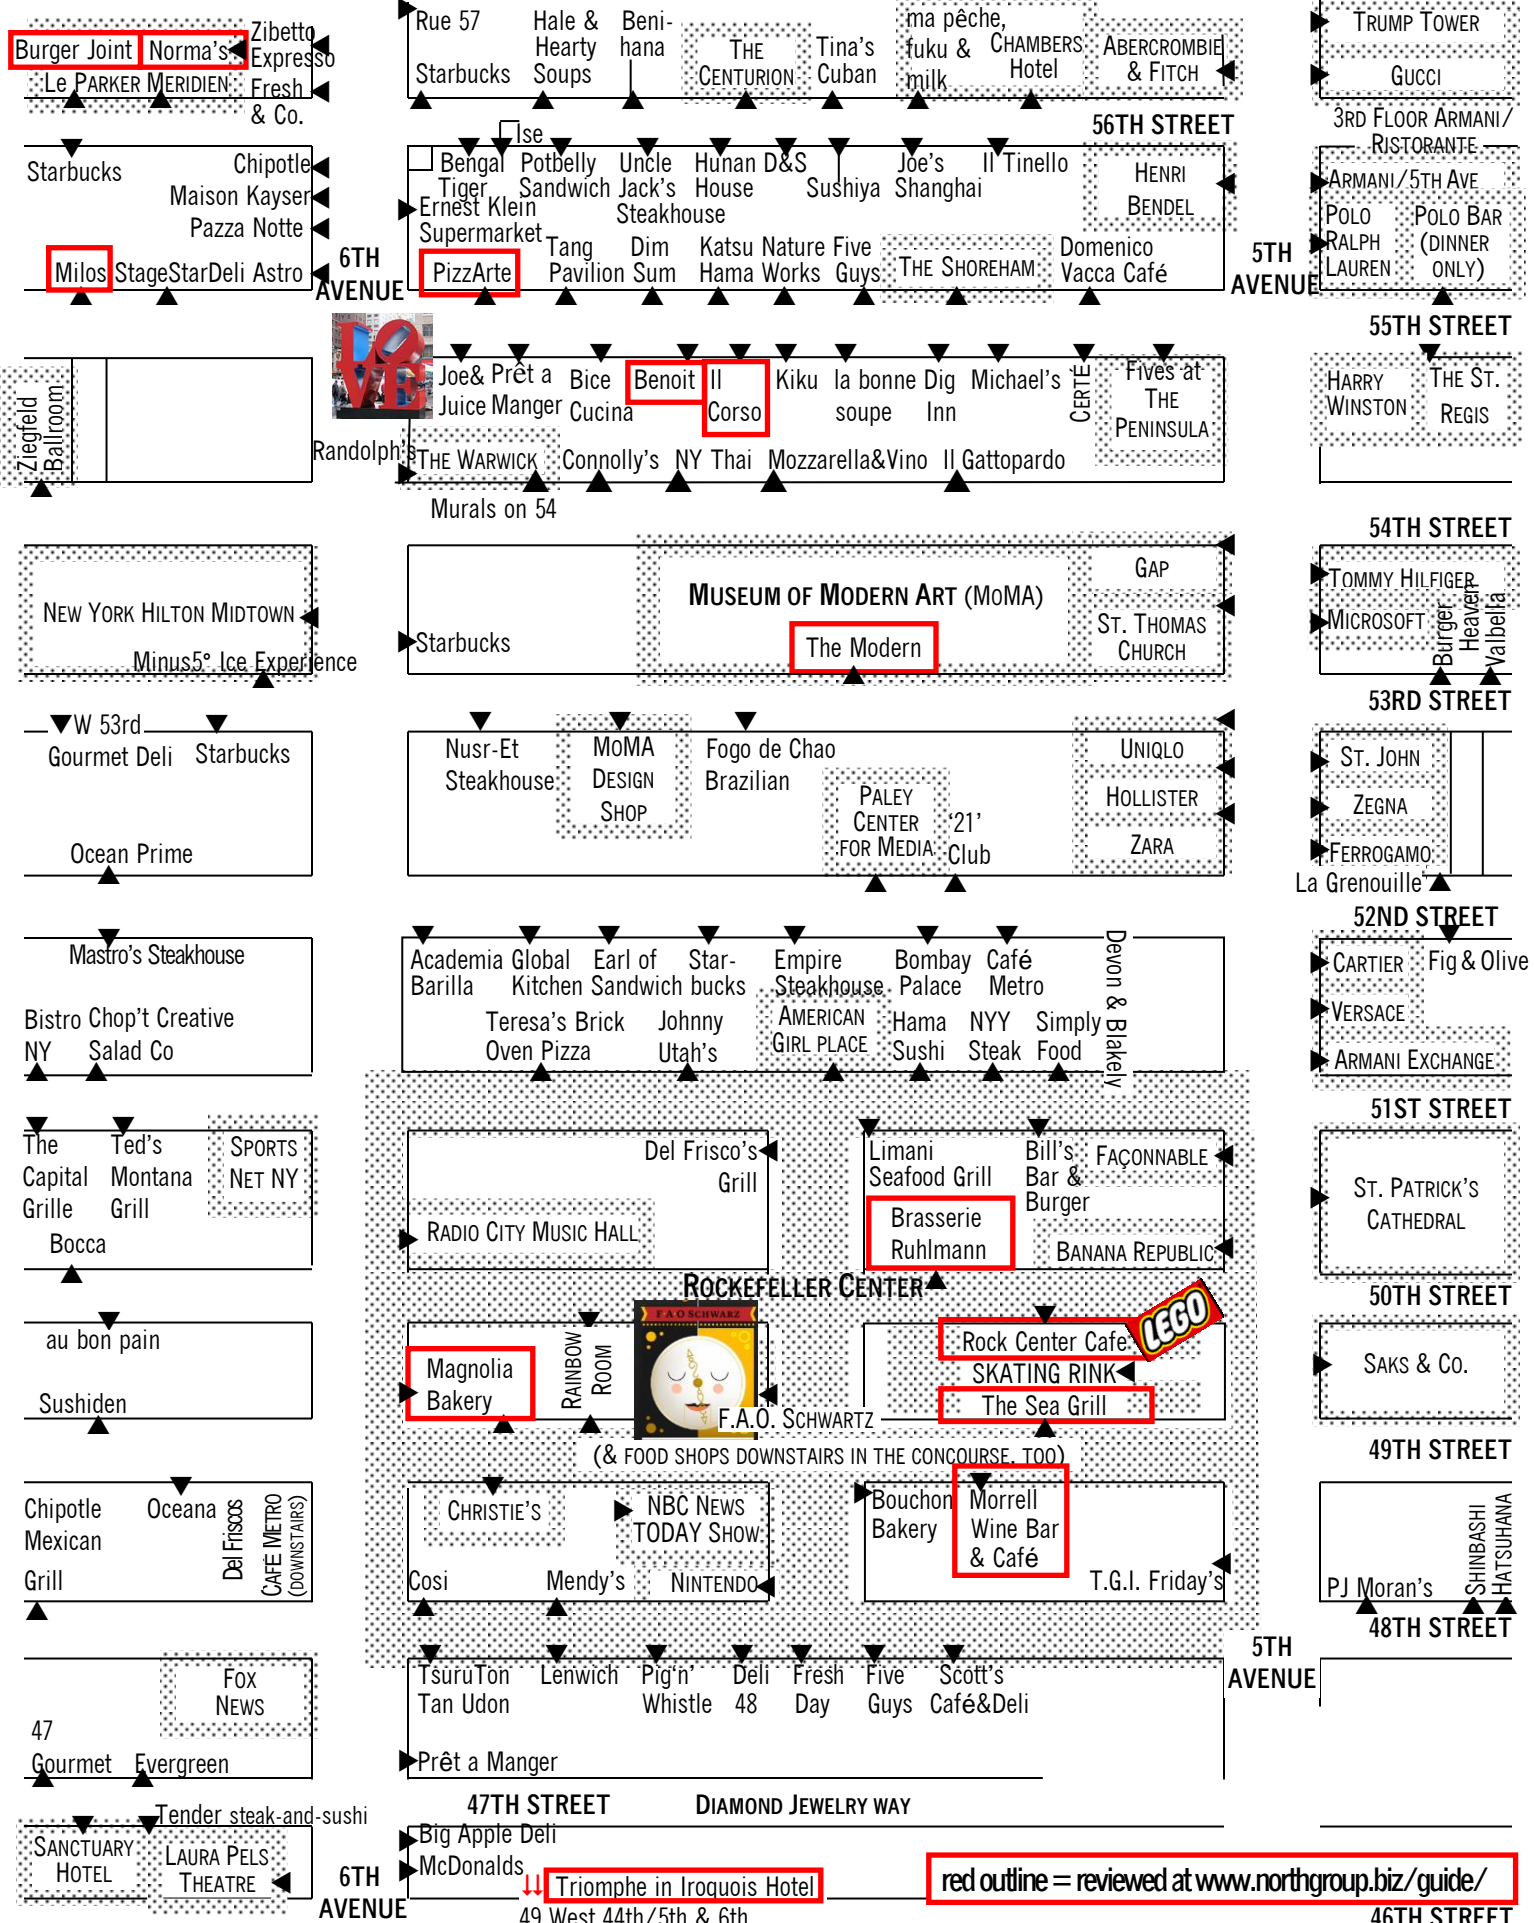 Burger Joint
Norma's
Zibetto
Expresso
Le PARKER MERIDIEN
Fresh
& Co.
Rue 57
Starbucks
Hale &
Hearty
Soups
Beni-
hana
THE
CENTURION
Tina's
Cuban
ma pêche,
fuku &
milk
CHAMBERS
Hotel
ABERCROMBIE
& FITCH
TRUMP TOWER
GUCCI
56TH STREET
3RD FLOOR ARMANI/
RISTORANTE
Starbucks
Chipotle
Maison Kayser
Pazza Notte
Milos
StageStarDeli Astro
6TH
AVENUE
Ise
Bengal
Tiger
Potbelly
Sandwich
Uncle
Jack's
Steakhouse
Hunan
House
D&S
Sushiya
Joe's
Shanghai
Il Tinello
HENRI
BENDEL
Ernest Klein
Supermarket
PizzArte
Tang
Pavilion
Dim
Sum
Katsu
Hama
Nature
Works
Five
Guys
THE SHOREHAM
Domenico
Vacca Café
5TH
AVENUE
ARMANI/5TH AVE
POLO
RALPH
LAUREN
POLO BAR
(DINNER
ONLY)
55TH STREET
Ziegfeld
Ballroom
LOVE
Randolph's
Joe&
Juice
Prêt a
Manger
Bice
Cucina
Benoit
Il
Corso
Kiku
la bonne
soupe
Dig
Inn
Michael's
CERTÉ
Fives at
THE
PENINSULA
THE WARWICK
Connolly's
NY Thai
Mozzarella&Vino
Il Gattopardo
Murals on 54
HARRY
WINSTON
THE ST.
REGIS
54TH STREET
NEW YORK HILTON MIDTOWN
Minus5° Ice Experience
Starbucks
MUSEUM OF MODERN ART (MOMA)
The Modern
GAP
ST. THOMAS
CHURCH
TOMMY HILFIGER
MICROSOFT
Burger
Heaven
Valbella
53RD STREET
W 53rd
Gourmet Deli
Starbucks
Ocean Prime
Nusr-Et
Steakhouse
MOMA
DESIGN
SHOP
Fogo de Chao
Brazilian
PALEY
CENTER
FOR MEDIA
'21'
Club
UNIQLO
HOLLISTER
ZARA
ST. JOHN
ZEGNA
FERROGAMO
La Grenouille
52ND STREET
Mastro's Steakhouse
Bistro
NY
Chop't Creative
Salad Co
Academia
Barilla
Global
Kitchen
Earl of
Sandwich
Star-
bucks
Empire
Steakhouse
Bombay
Palace
Café
Metro
Devon & Blakely
Teresa's Brick
Oven Pizza
Johnny
Utah's
AMERICAN
GIRL PLACE
Hama
Sushi
NYY
Steak
Simply
Food
CARTIER
Fig & Olive
VERSACE
ARMANI EXCHANGE
51ST STREET
The
Capital
Grille
Ted's
Montana
Grill
SPORTS
NET NY
Bocca
Del Frisco's
Grill
RADIO CITY MUSIC HALL
Limani
Seafood Grill
Bill's
Bar &
Burger
FAÇONNABLE
Brasserie
Ruhlmann
BANANA REPUBLIC
ST. PATRICK'S
CATHEDRAL
ROCKEFELLER CENTER
50TH STREET
au bon pain
Sushiden
Magnolia
Bakery
RAINBOW
ROOM
F·A·O SCHWARZ
F.A.O. SCHWARTZ
LEGO
Rock Center Cafe
SKATING RINK
The Sea Grill
SAKS & CO.
(& FOOD SHOPS DOWNSTAIRS IN THE CONCOURSE, TOO)
49TH STREET
Chipotle
Mexican
Grill
Oceana
Del Friscos
CAFÉ METRO
(DOWNSTAIRS)
CHRISTIE'S
NBC NEWS
TODAY SHOW
Cosi
Mendy's
NINTENDO
Bouchon
Bakery
Morrell
Wine Bar
& Café
T.G.I. Friday's
PJ Moran's
SHINBASHI
HATSUHANA
48TH STREET
FOX
NEWS
47
Gourmet
Evergreen
TsuruTon
Tan Udon
Lenwich
Pig'n'
Whistle
Deli
48
Fresh
Day
Five
Guys
Scott's
Café&Deli
5TH
AVENUE
Prêt a Manger
47TH STREET
DIAMOND JEWELRY WAY
Tender steak-and-sushi
SANCTUARY
HOTEL
LAURA PELS
THEATRE
6TH
AVENUE
Big Apple Deli
McDonalds
↓↓ Triomphe in Iroquois Hotel
49 West 44th/5th & 6th
red outline = reviewed at www.northgroup.biz/guide/
46TH STREET